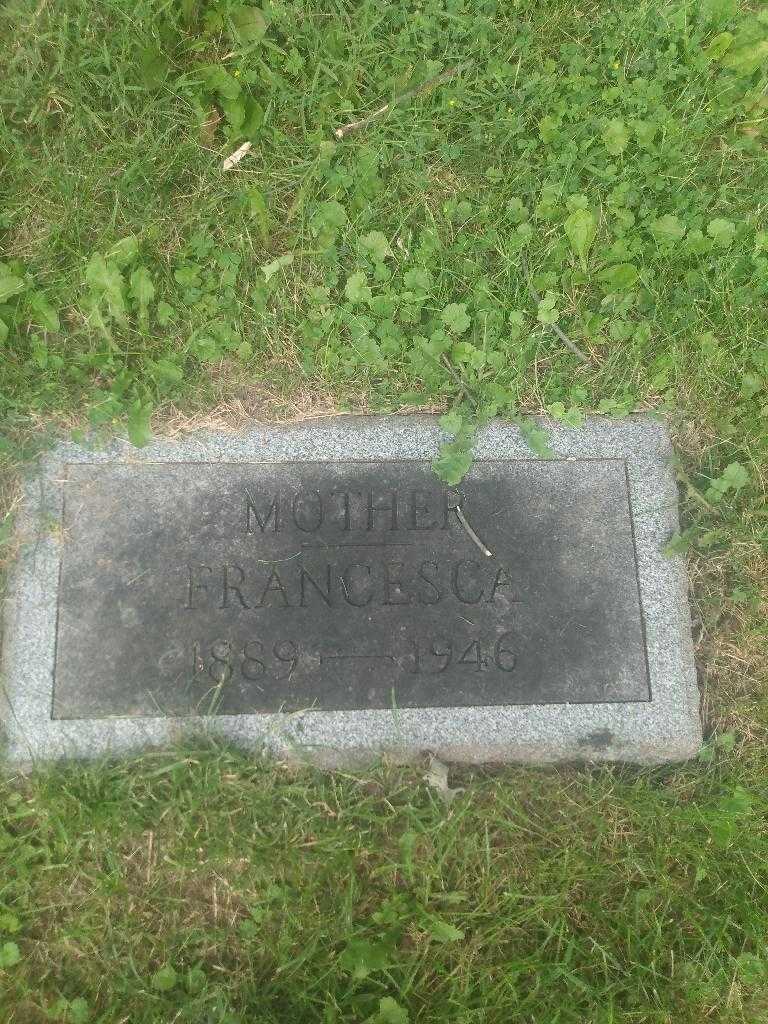 MOTHER
FRANCESCA
1889 — 1946